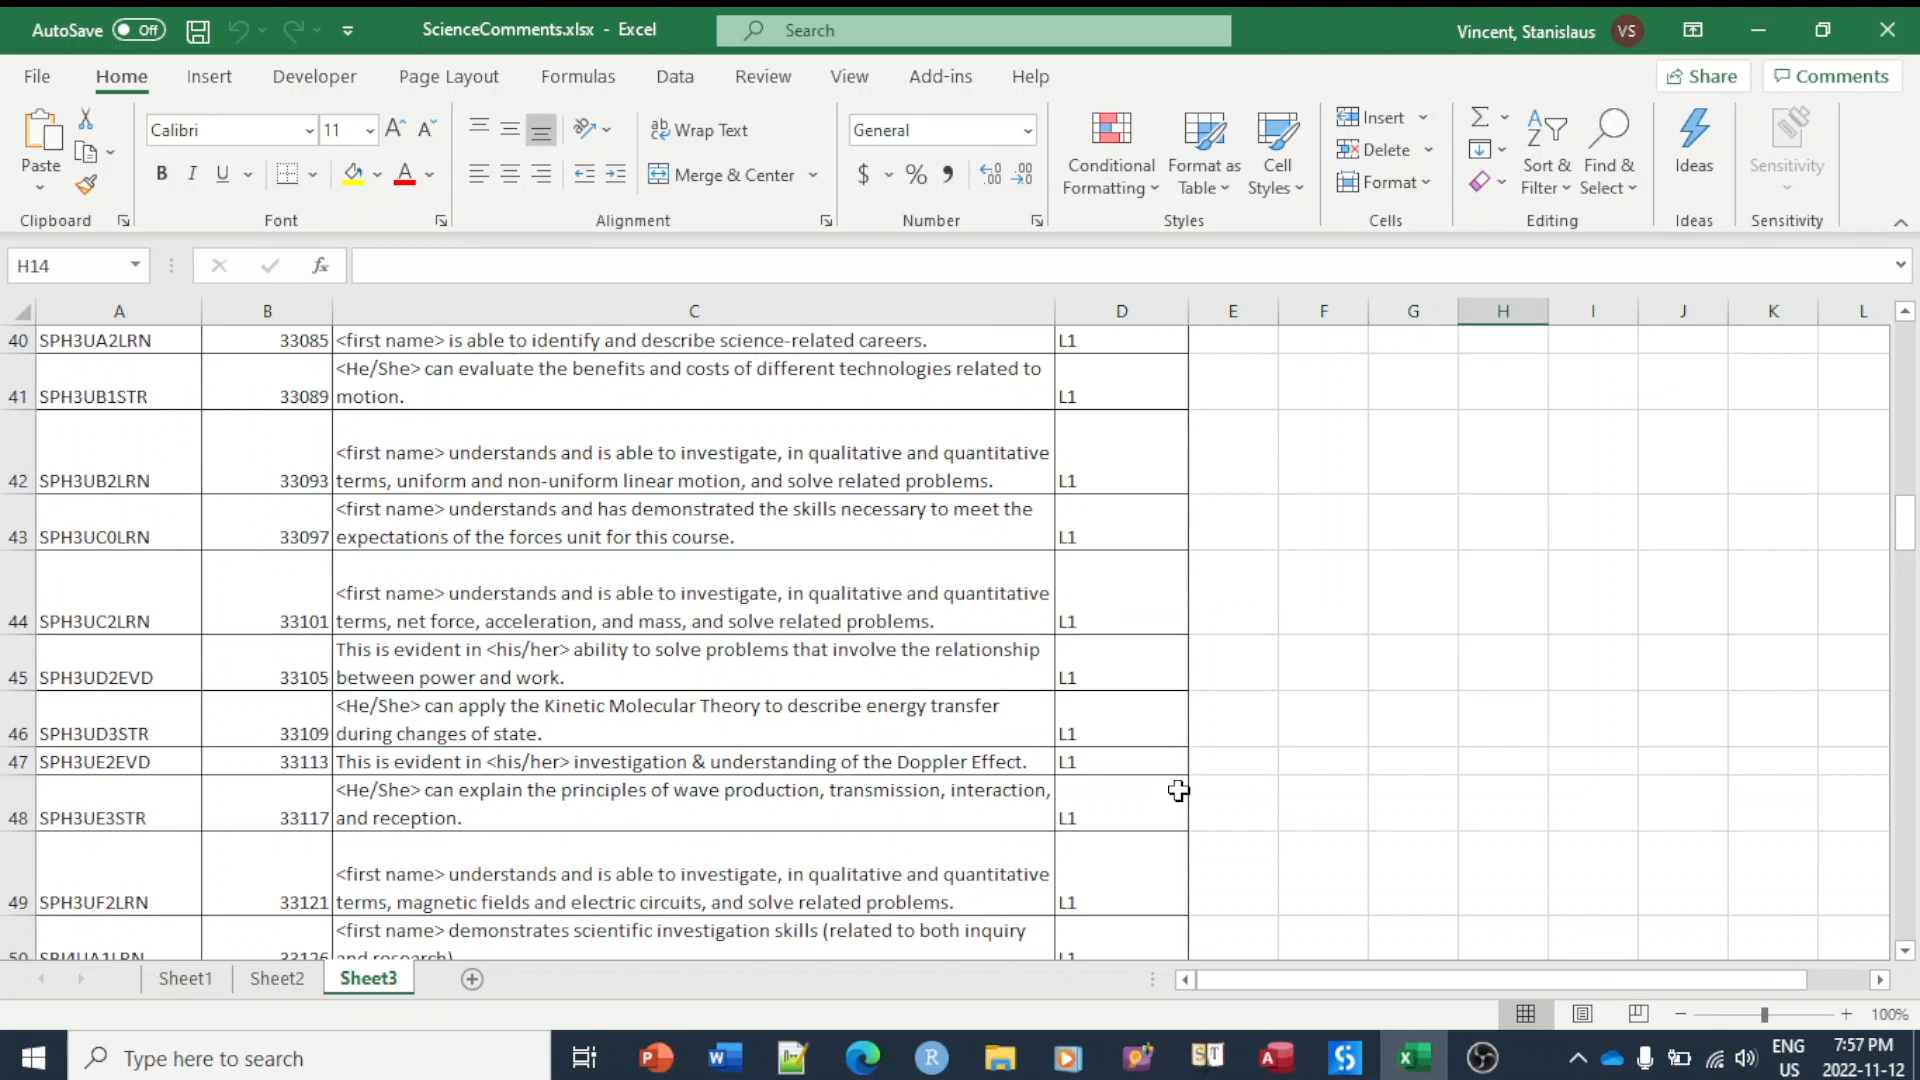 AutoSave Off ScienceComments.xlsx - Excel Search Vincent, Stanislaus VS
File Home Insert Developer Page Layout Formulas Data Review View Add-ins Help Share Comments
Paste
Clipboard
Calibri 11
B I U A
Font
Wrap Text
Merge & Center
Alignment
General
$ % 9
Number
Conditional Formatting
Format as Table
Cell Styles
Styles
Insert
Delete
Format
Cells
Sort & Filter
Find & Select
Editing
Ideas
Ideas
Sensitivity
Sensitivity
H14 fx
A B C D E F G H I J K L
40 SPH3UA2LRN 33085 <first name> is able to identify and describe science-related careers. L1
<He/She> can evaluate the benefits and costs of different technologies related to
41 SPH3UB1STR 33089 motion. L1
<first name> understands and is able to investigate, in qualitative and quantitative
42 SPH3UB2LRN 33093 terms, uniform and non-uniform linear motion, and solve related problems. L1
<first name> understands and has demonstrated the skills necessary to meet the
43 SPH3UC0LRN 33097 expectations of the forces unit for this course. L1
<first name> understands and is able to investigate, in qualitative and quantitative
44 SPH3UC2LRN 33101 terms, net force, acceleration, and mass, and solve related problems. L1
This is evident in <his/her> ability to solve problems that involve the relationship
45 SPH3UD2EVD 33105 between power and work. L1
<He/She> can apply the Kinetic Molecular Theory to describe energy transfer
46 SPH3UD3STR 33109 during changes of state. L1
47 SPH3UE2EVD 33113 This is evident in <his/her> investigation & understanding of the Doppler Effect. L1
<He/She> can explain the principles of wave production, transmission, interaction,
48 SPH3UE3STR 33117 and reception. L1
<first name> understands and is able to investigate, in qualitative and quantitative
49 SPH3UF2LRN 33121 terms, magnetic fields and electric circuits, and solve related problems. L1
<first name> demonstrates scientific investigation skills (related to both inquiry
50 SBI4UA1LRN 33126 and research) L1
Sheet1 Sheet2 Sheet3
100%
Type here to search
ENG
US
7:57 PM
2022-11-12